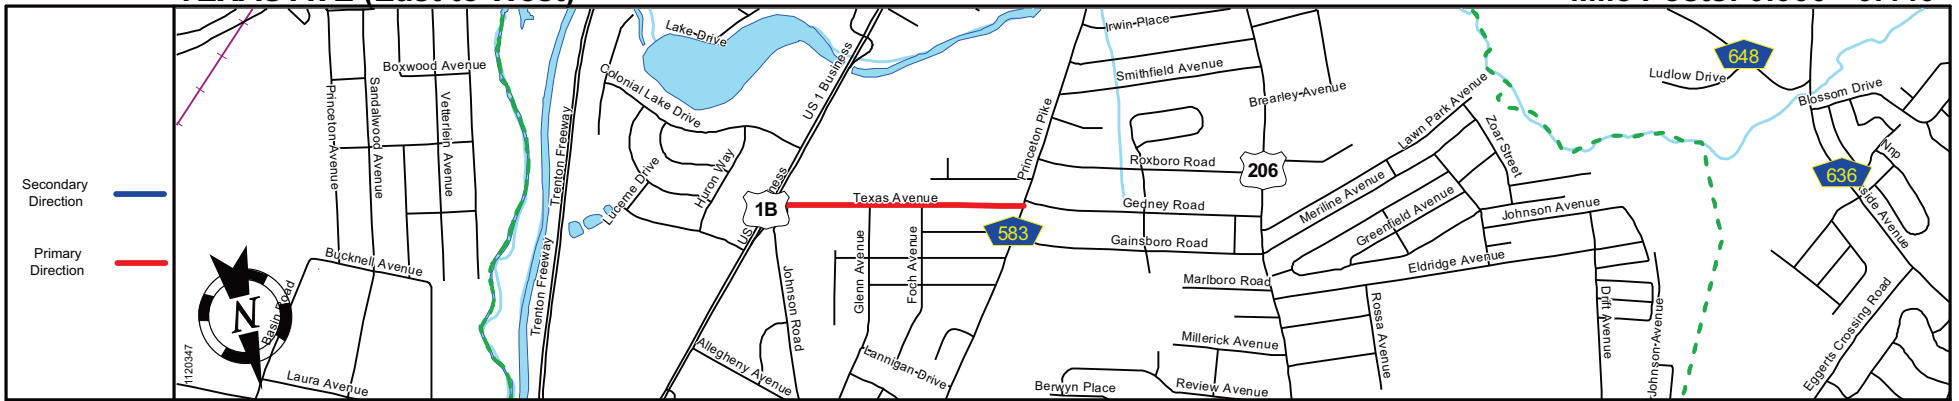 Secondary
Direction
Primary
Direction
1120347
N
Basin Road
Laura Avenue
Bucknell Avenue
Princeton Avenue
Sandalwood Avenue
Boxwood Avenue
Vetterlein Avenue
Trenton Freeway
Trenton Freeway
Lake Drive
Colonial Lake Drive
Lucerne Drive
Huron Way
US 1 Business
1B
Texas Avenue
Johnson Road
Allegheny Avenue
Glenn Avenue
Foch Avenue
Lannigan Drive
Princeton Pike
583
Irwin Place
Smithfield Avenue
Brearley Avenue
Roxboro Road
206
Gedney Road
Gainsboro Road
Marlboro Road
Millerick Avenue
Berwyn Place
Review Avenue
Rossa Avenue
Meriline Avenue
Lawn Park Avenue
Greenfield Avenue
Zoar Street
Johnson Avenue
Eldridge Avenue
Drift Avenue
Johnson Avenue
648
Ludlow Drive
Blossom Drive
Nnp
636
side Avenue
Eggerts Crossing Road